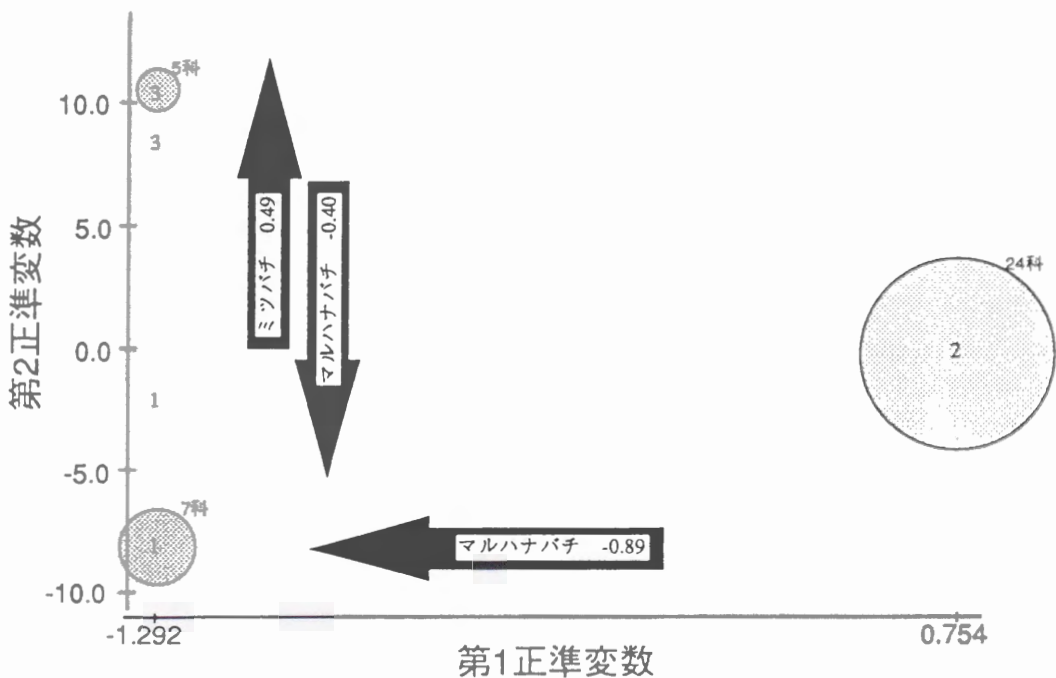 5科
3
10.0
3
5.0
ミツバチ 0.49
マルハナバチ -0.40
24科
第2正準変数
0.0
2
1
-5.0
7科
1
マルハナバチ -0.89
-10.0
-1.292
0.754
第1正準変数